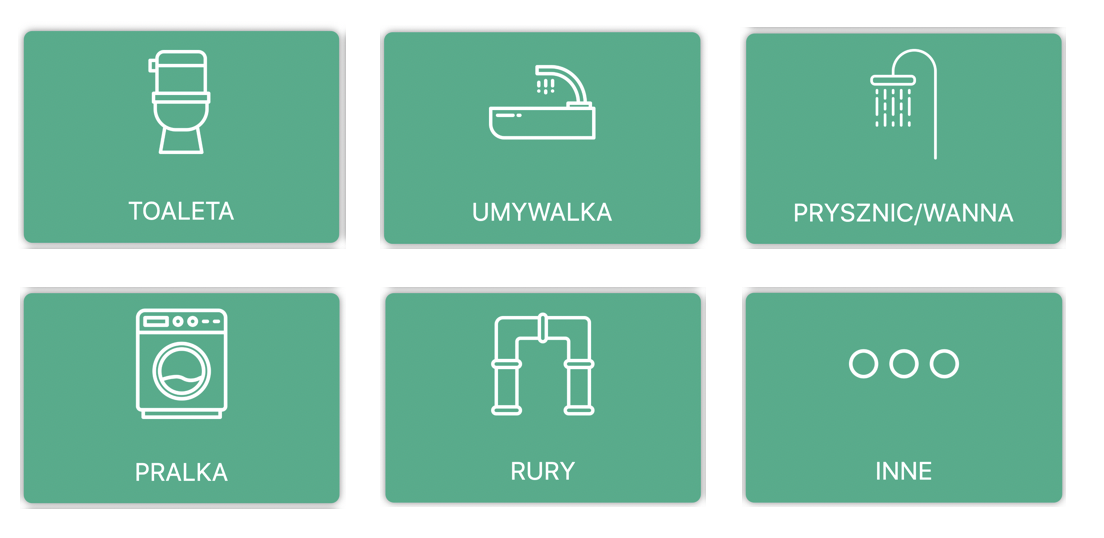 TOALETA
UMYWALKA
PRYSZNIC/WANNA
PRALKA
RURY
INNE